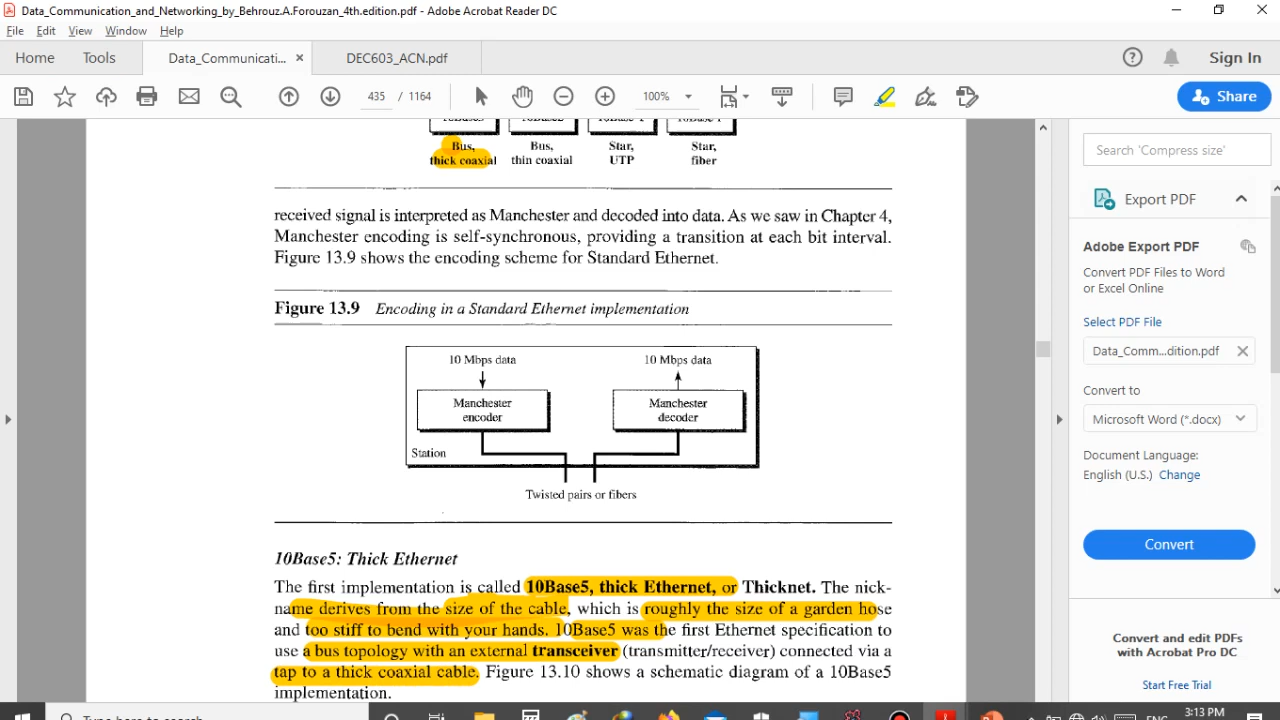 Data_Communication_and_Networking_by_Behrouz.A.Forouzan_4th.edition.pdf - Adobe Acrobat Reader DC
File Edit View Window Help
Home Tools Data_Communicati... × DEC603_ACN.pdf Sign In
435 / 1164 100% Share
10Base5 10Base2
Bus, Bus, Star, Star,
thick coaxial thin coaxial UTP fiber
received signal is interpreted as Manchester and decoded into data. As we saw in Chapter 4,
Manchester encoding is self-synchronous, providing a transition at each bit interval.
Figure 13.9 shows the encoding scheme for Standard Ethernet.
Figure 13.9 Encoding in a Standard Ethernet implementation
10 Mbps data 10 Mbps data
Manchester Manchester
encoder decoder
Station
Twisted pairs or fibers
10Base5: Thick Ethernet
The first implementation is called 10Base5, thick Ethernet, or Thicknet. The nick-
name derives from the size of the cable, which is roughly the size of a garden hose
and too stiff to bend with your hands. 10Base5 was the first Ethernet specification to
use a bus topology with an external transceiver (transmitter/receiver) connected via a
tap to a thick coaxial cable. Figure 13.10 shows a schematic diagram of a 10Base5
implementation.
Search 'Compress size'
Export PDF
Adobe Export PDF
Convert PDF Files to Word
or Excel Online
Select PDF File
Data_Comm...dition.pdf
Convert to
Microsoft Word (*.docx)
Document Language:
English (U.S.) Change
Convert
Convert and edit PDFs
with Acrobat Pro DC
Start Free Trial
Type here to search
ENG 3:13 PM